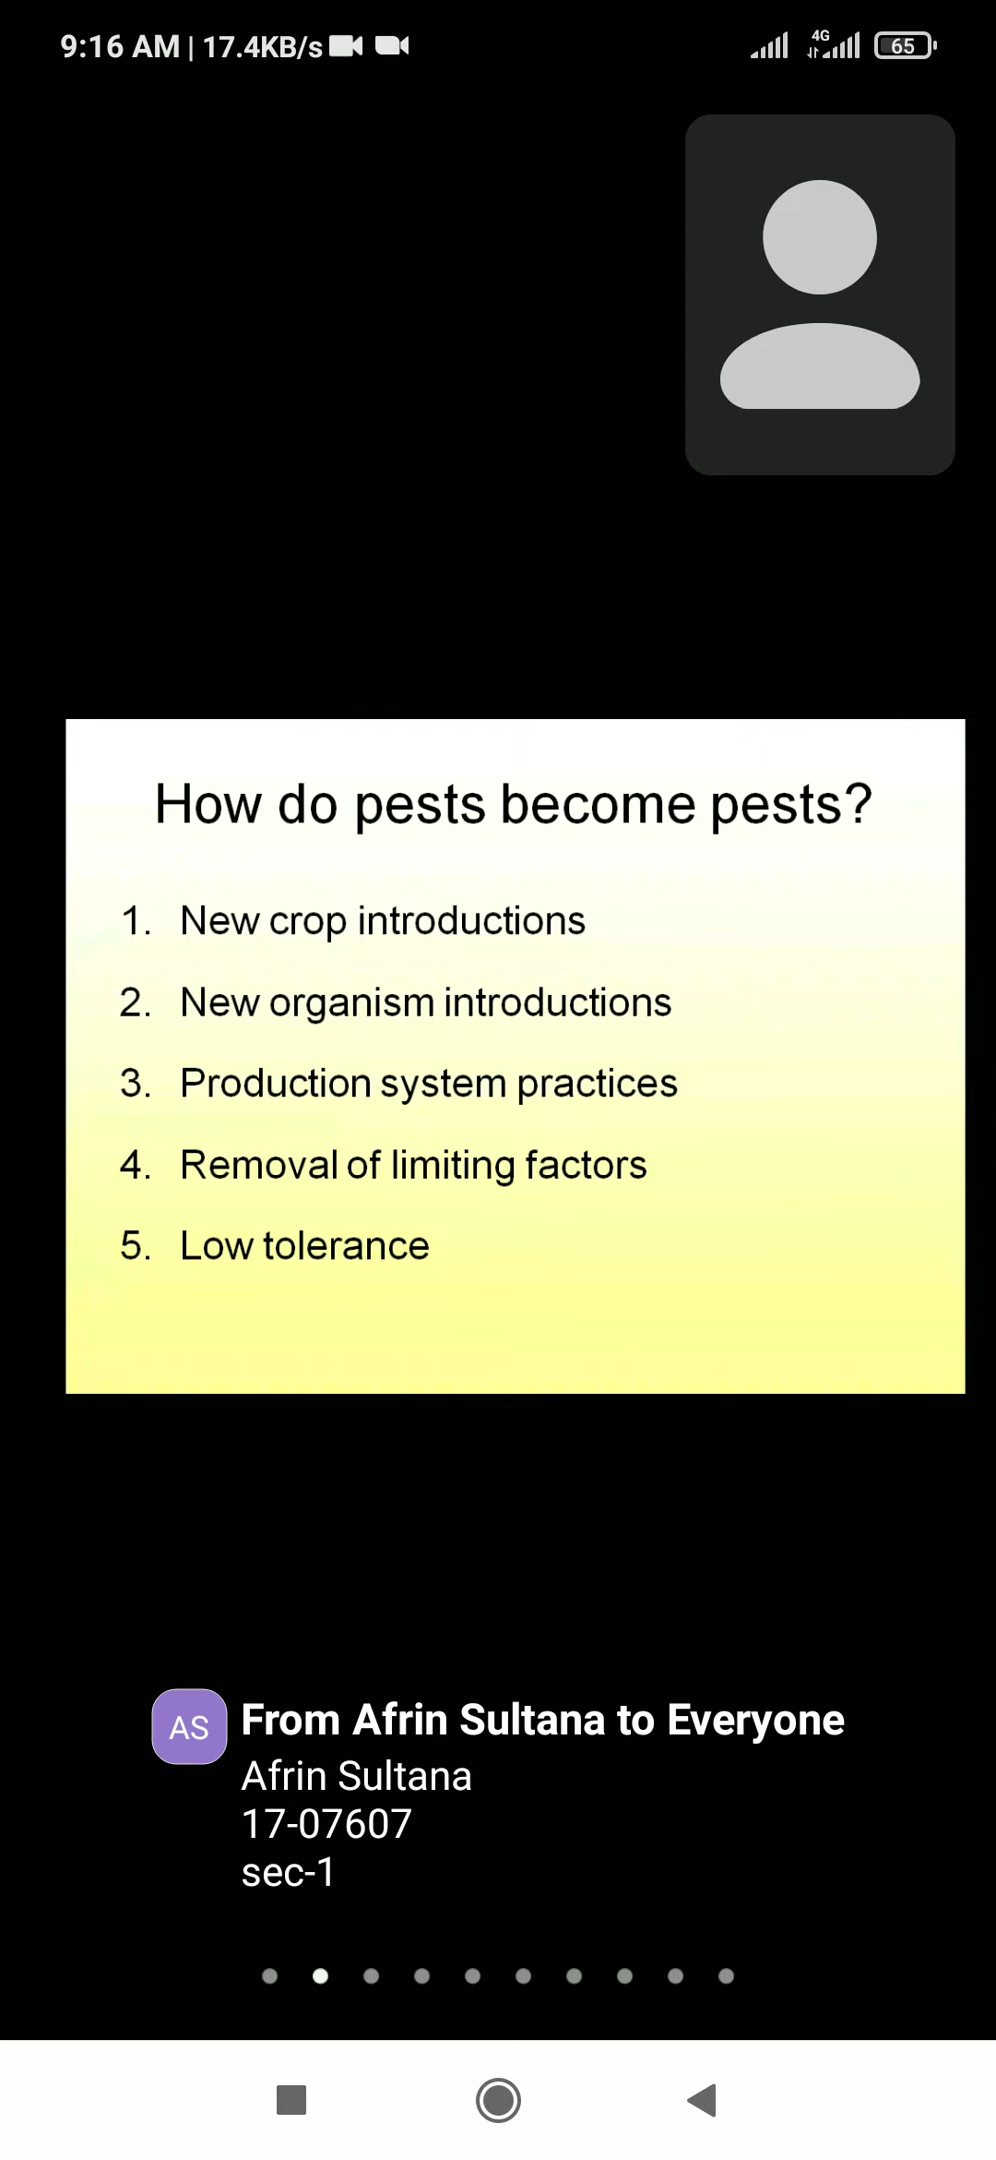 9:16 AM | 17.4KB/s
4G
65
How do pests become pests?
1. New crop introductions
2. New organism introductions
3. Production system practices
4. Removal of limiting factors
5. Low tolerance
AS
From Afrin Sultana to Everyone
Afrin Sultana
17-07607
sec-1